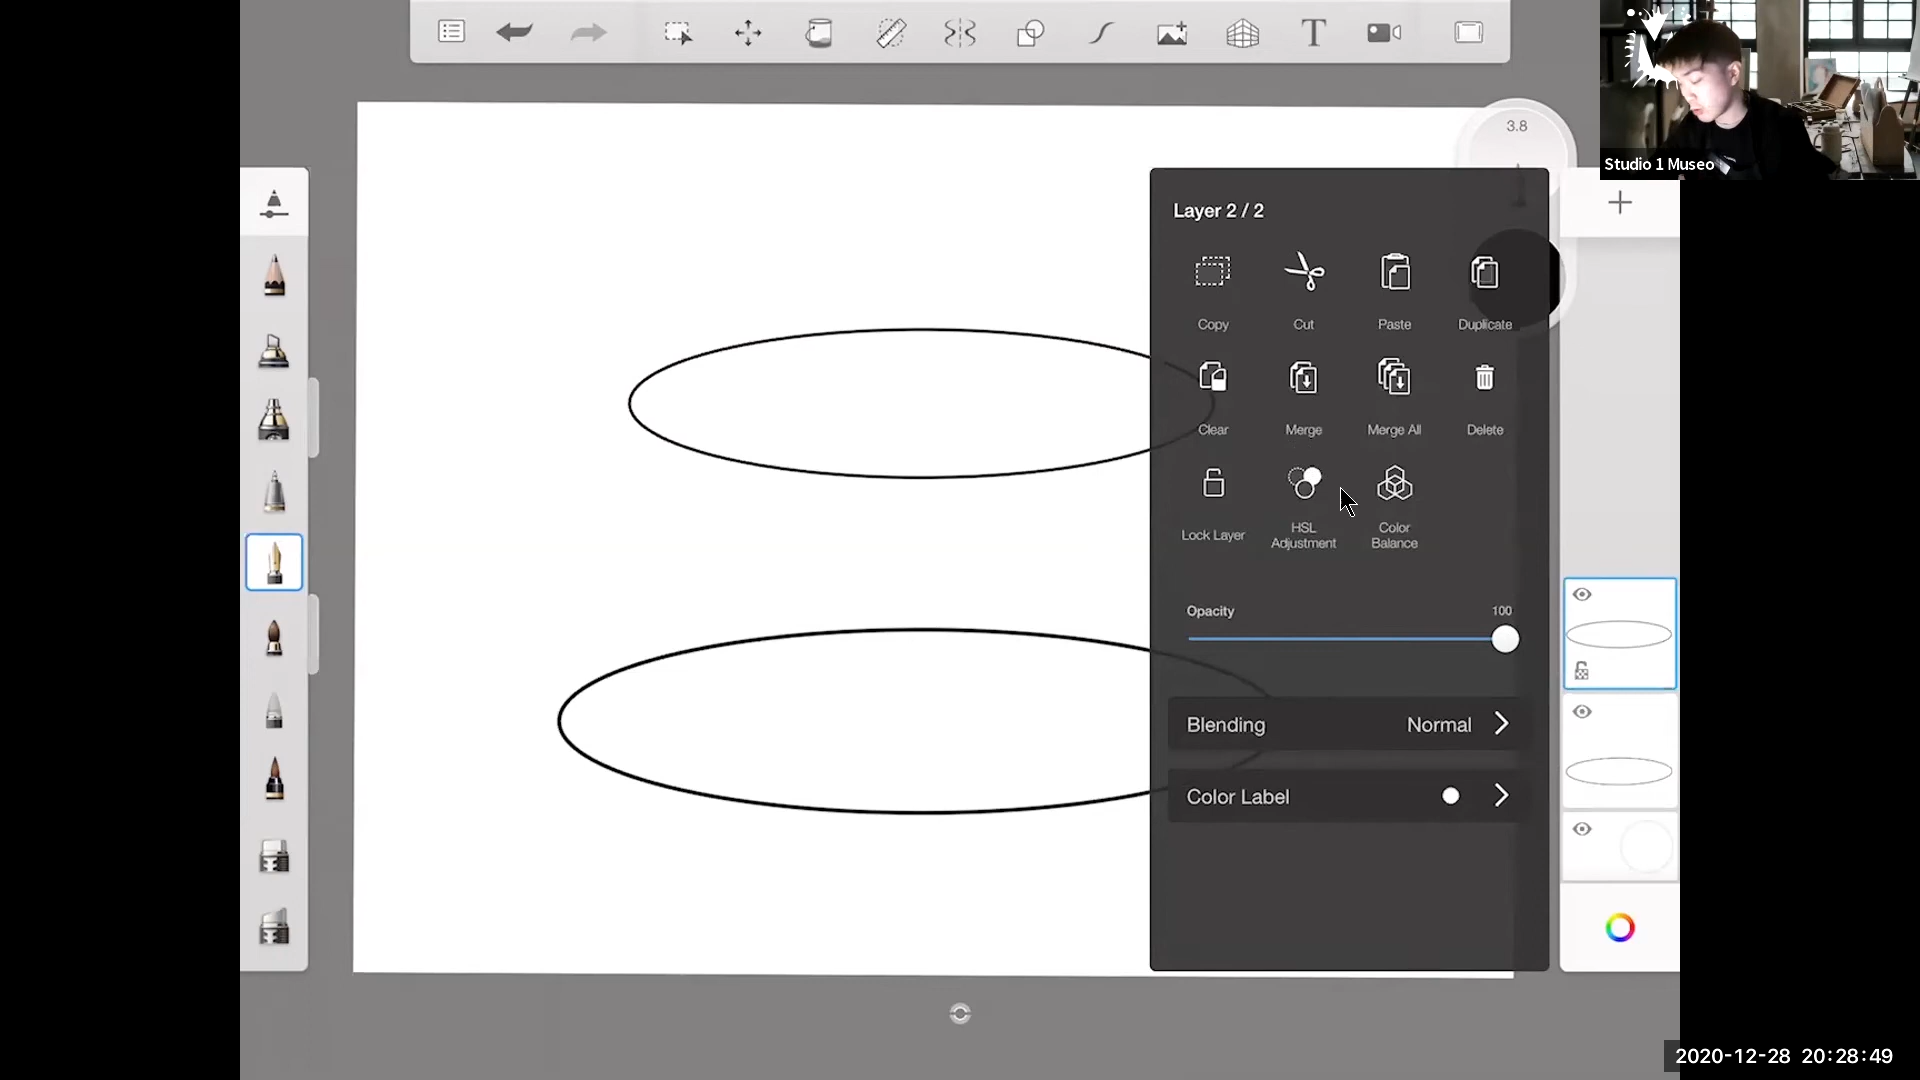 T
3.8
Studio 1 Museo
Layer 2 / 2
Copy
Cut
Paste
Duplicate
Clear
Merge
Merge All
Delete
Lock Layer
HSL
Adjustment
Color
Balance
Opacity
100
Blending
Normal
Color Label
2020-12-28 20:28:49